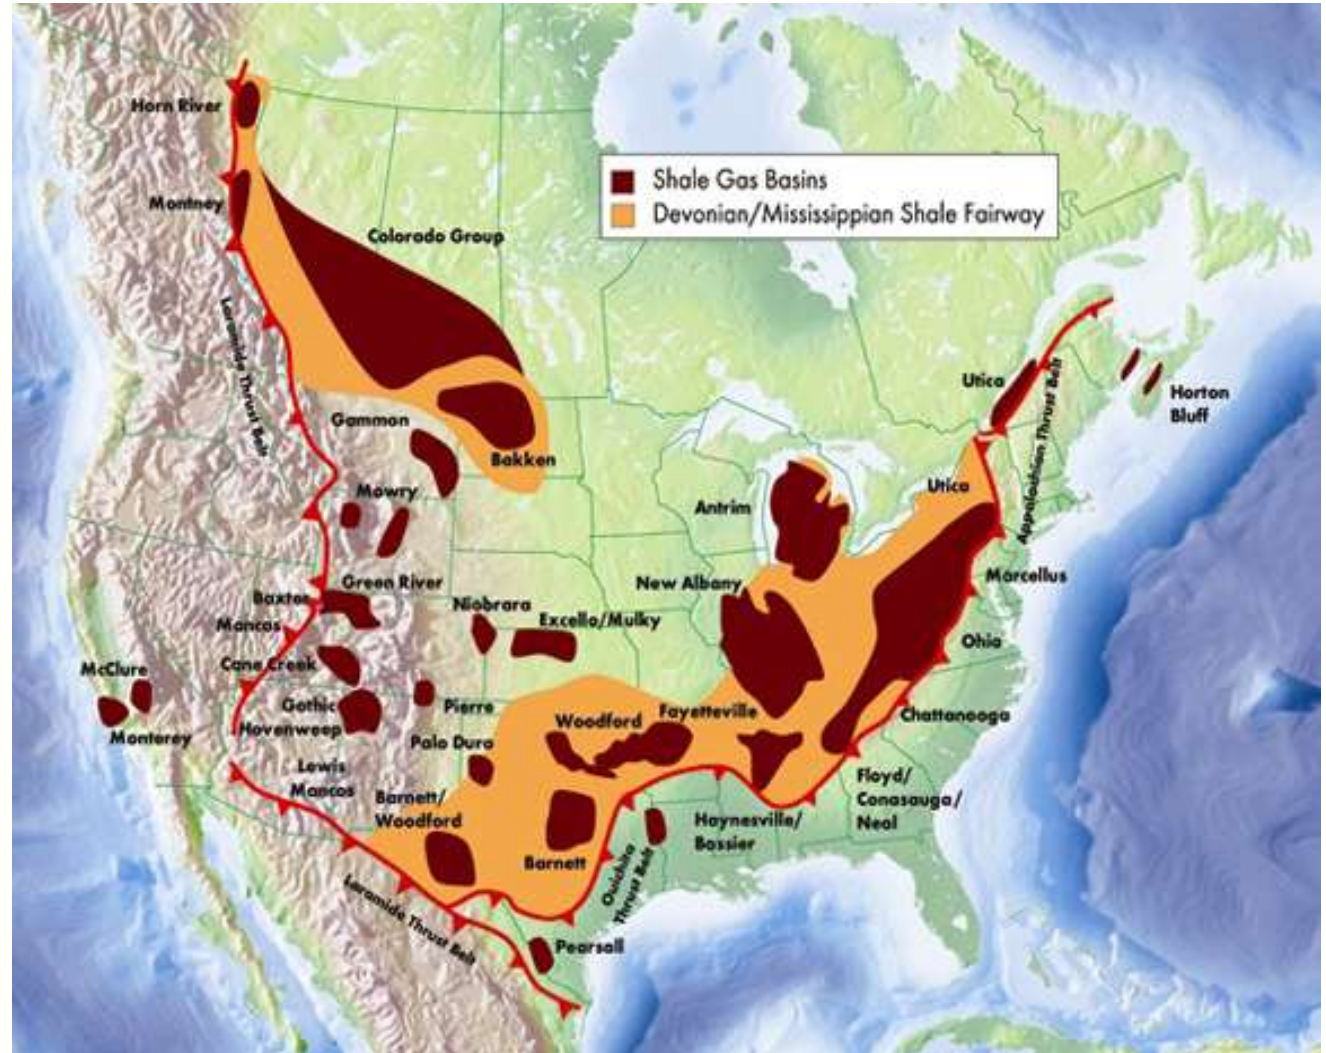 Horn River
Shale Gas Basins
Devonian/Mississippian Shale Fairway
Montney
Colorado Group
Laramide Thrust Belt
Utica
Appalachian Thrust Belt
Horton
Bluff
Gammon
Bakken
Utica
Mowry
Antrim
Marcellus
Green River
New Albany
Baxter
Niobrara
Excello/Mulky
Mancos
Ohio
McClure
Cane Creek
Gothic
Hovenweep
Pierre
Fayetteville
Woodford
Chattanooga
Monterey
Palo Duro
Lewis
Mancos
Floyd/
Conasauga/
Neal
Barnett/
Woodford
Haynesville/
Bossier
Barnett
Ouichita
Thrust Belt
Laramide Thrust Belt
Pearsall